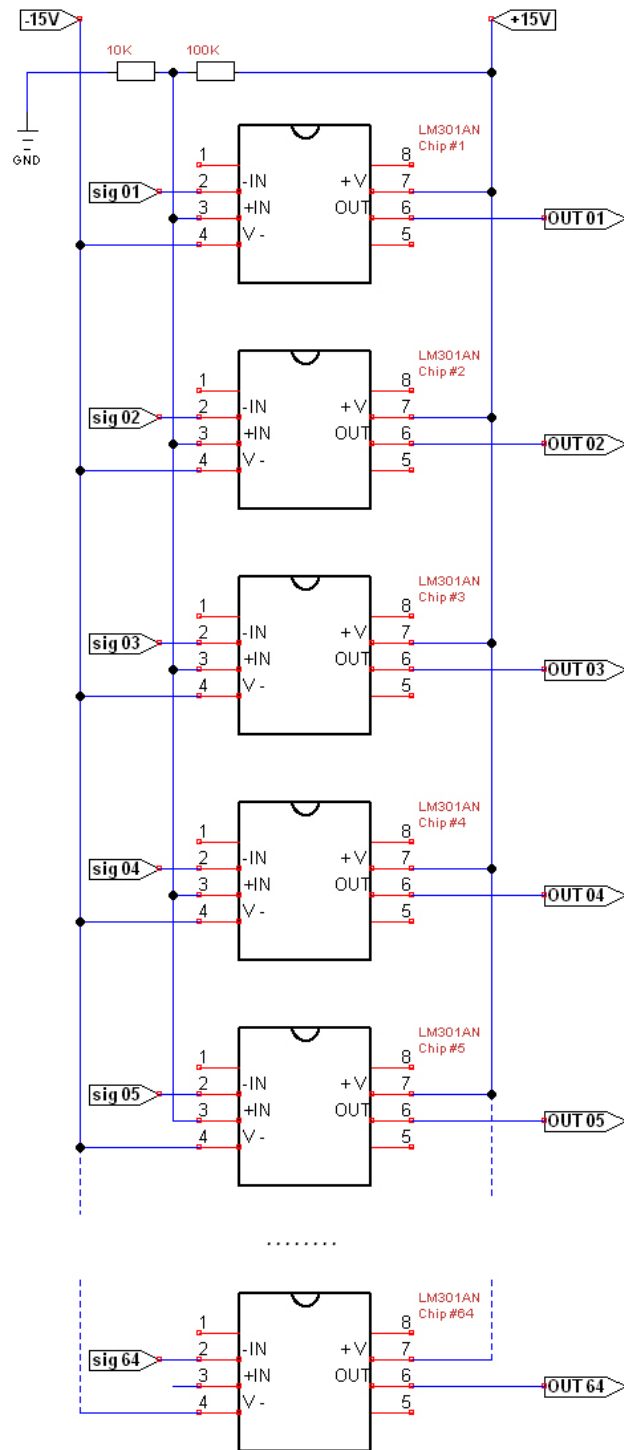 -15V
+15V
10K
100K
GND
LM301AN
Chip #1
1
8
sig 01
2
-IN
+V
7
3
+IN
OUT
6
OUT 01
4
V -
5
LM301AN
Chip #2
1
8
sig 02
2
-IN
+V
7
3
+IN
OUT
6
OUT 02
4
V -
5
LM301AN
Chip #3
1
8
sig 03
2
-IN
+V
7
3
+IN
OUT
6
OUT 03
4
V -
5
LM301AN
Chip #4
1
8
sig 04
2
-IN
+V
7
3
+IN
OUT
6
OUT 04
4
V -
5
LM301AN
Chip #5
1
8
sig 05
2
-IN
+V
7
3
+IN
OUT
6
OUT 05
4
V -
5
........
LM301AN
Chip #64
1
8
sig 64
2
-IN
+V
7
3
+IN
OUT
6
OUT 64
4
V -
5